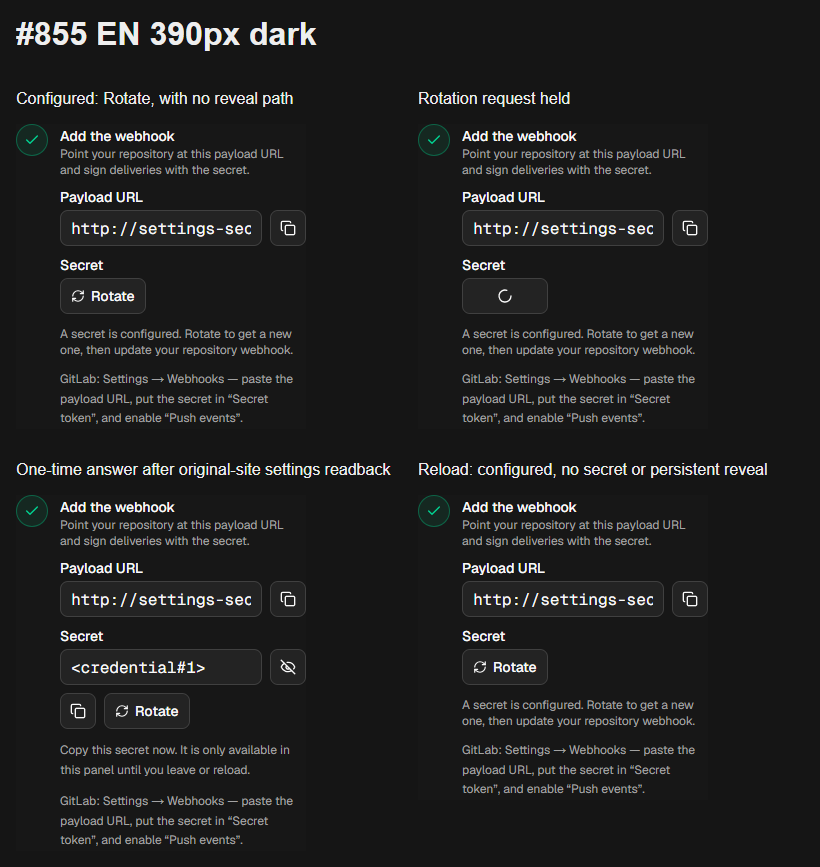 #855 EN 390px dark
Configured: Rotate, with no reveal path
Add the webhook
Point your repository at this payload URL
and sign deliveries with the secret.
Payload URL
http://settings-sec
Secret
Rotate
A secret is configured. Rotate to get a new
one, then update your repository webhook.
GitLab: Settings → Webhooks — paste the
payload URL, put the secret in “Secret
token”, and enable “Push events”.
Rotation request held
Add the webhook
Point your repository at this payload URL
and sign deliveries with the secret.
Payload URL
http://settings-sec
Secret
A secret is configured. Rotate to get a new
one, then update your repository webhook.
GitLab: Settings → Webhooks — paste the
payload URL, put the secret in “Secret
token”, and enable “Push events”.
One-time answer after original-site settings readback
Add the webhook
Point your repository at this payload URL
and sign deliveries with the secret.
Payload URL
http://settings-sec
Secret
<credential#1>
Rotate
Copy this secret now. It is only available in
this panel until you leave or reload.
GitLab: Settings → Webhooks — paste the
payload URL, put the secret in “Secret
token”, and enable “Push events”.
Reload: configured, no secret or persistent reveal
Add the webhook
Point your repository at this payload URL
and sign deliveries with the secret.
Payload URL
http://settings-sec
Secret
Rotate
A secret is configured. Rotate to get a new
one, then update your repository webhook.
GitLab: Settings → Webhooks — paste the
payload URL, put the secret in “Secret
token”, and enable “Push events”.